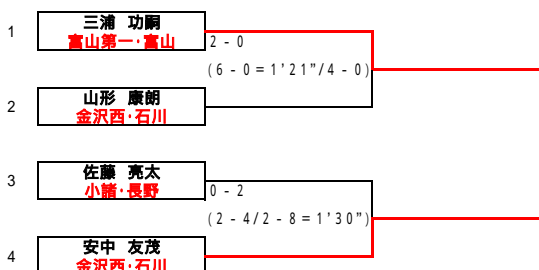 1
三浦 功嗣
富山第一・富山
2 - 0
(6 - 0 = 1'21"/4 - 0)
2
山形 康朗
金沢西・石川
3
佐藤 亮太
小諸・長野
0 - 2
(2 - 4/2 - 8 = 1'30")
4
安中 友茂
金沢西・石川